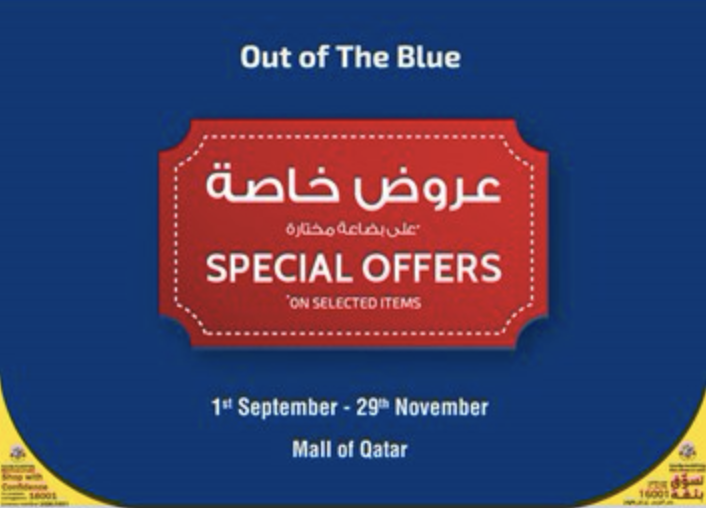 Out of The Blue
عروض خاصة
*على بضاعة مختارة
SPECIAL OFFERS
*ON SELECTED ITEMS
1st September - 29th November
Mall of Qatar
Shop with
Confidence
16001
تسوّق
بثقة
16001